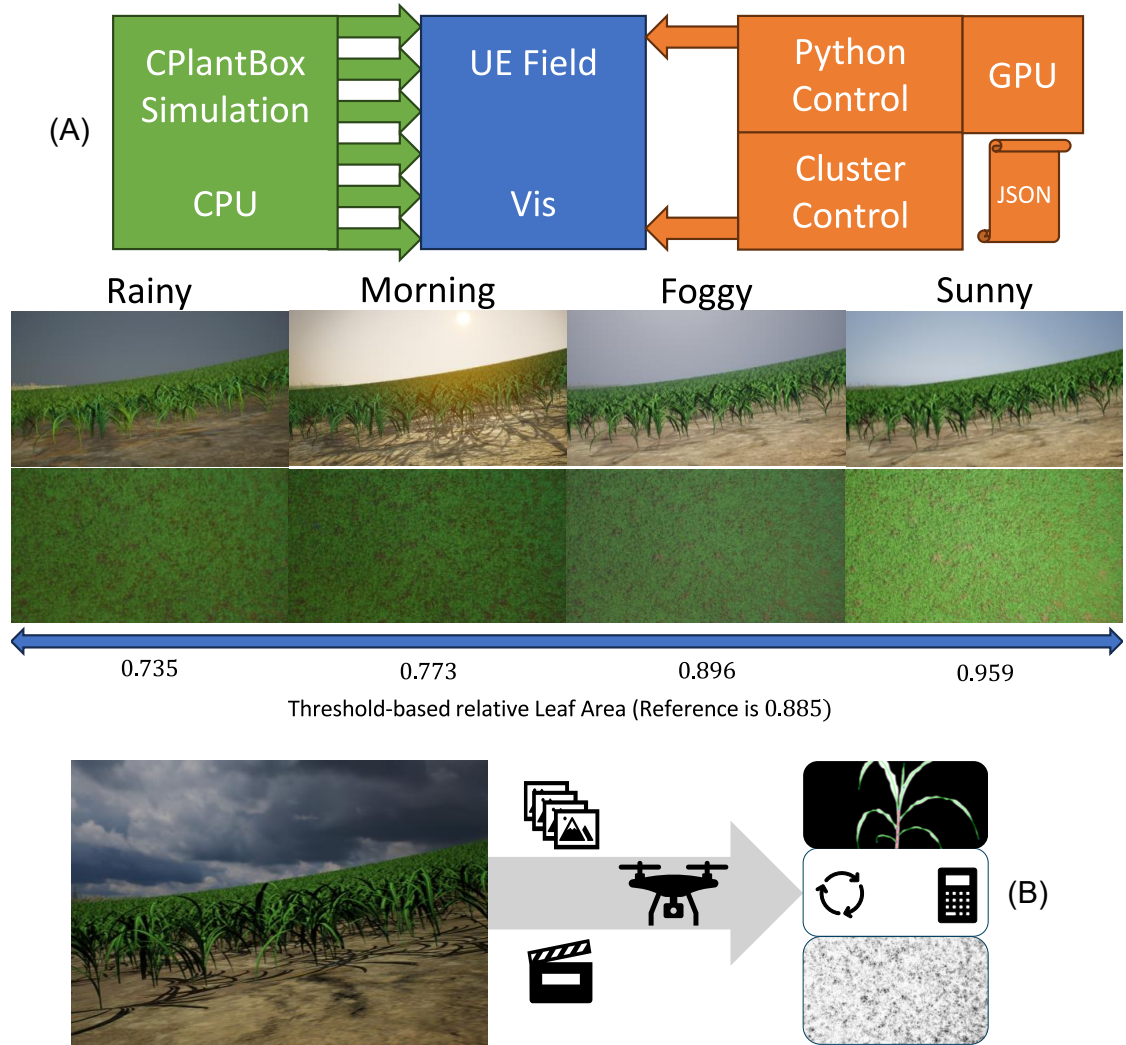 CPlantBox
Simulation
CPU
(A)
UE Field
Vis
Python
Control
GPU
Cluster
Control
JSON
Rainy
Morning
Foggy
Sunny
0.735
0.773
0.896
0.959
Threshold-based relative Leaf Area (Reference is 0.885)
(B)